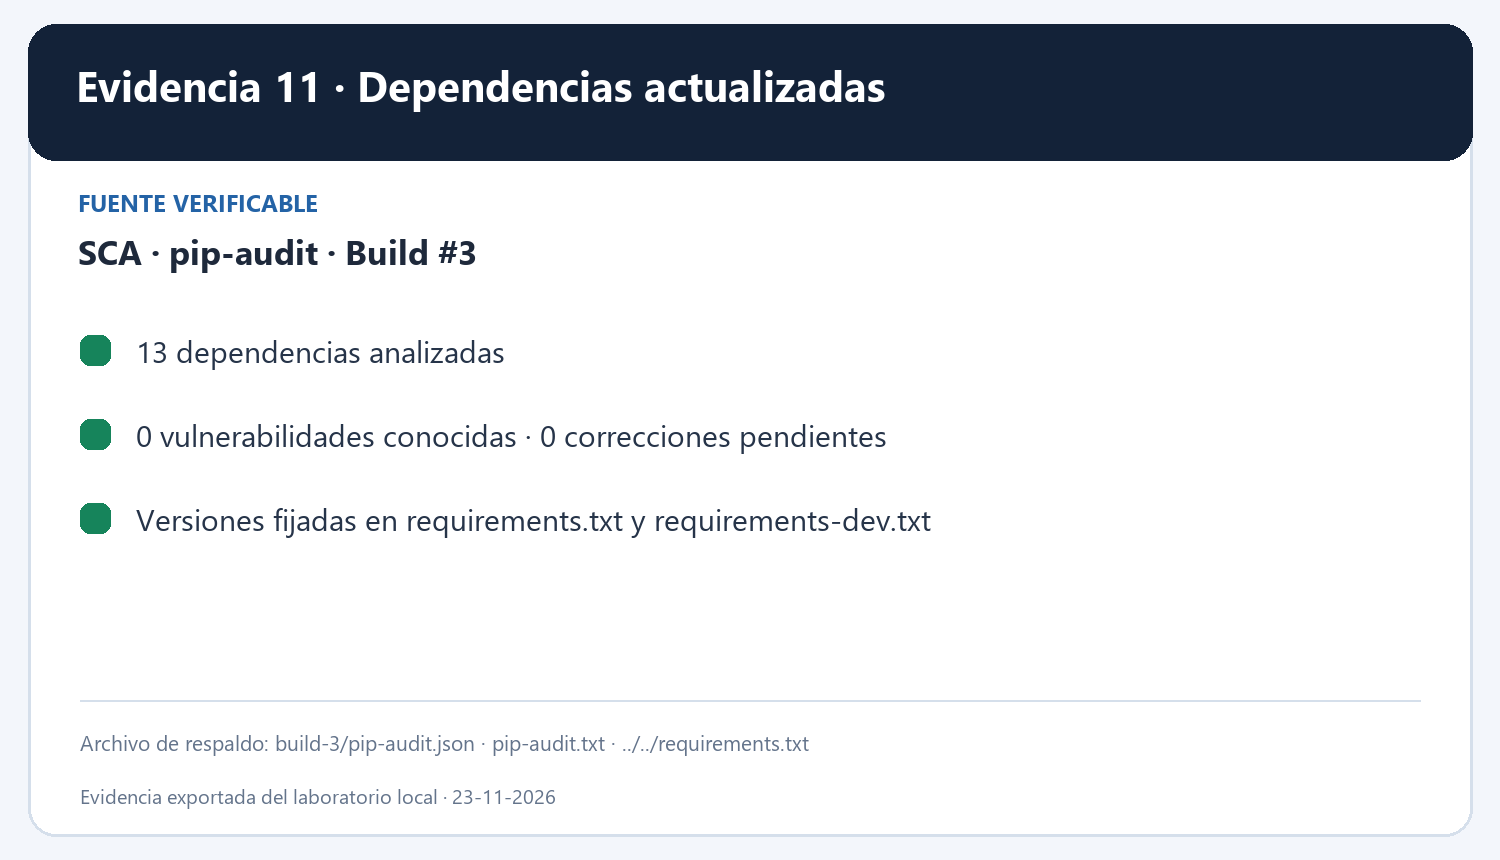 Evidencia 11 · Dependencias actualizadas
FUENTE VERIFICABLE
SCA · pip-audit · Build #3
13 dependencias analizadas
0 vulnerabilidades conocidas · 0 correcciones pendientes
Versiones fijadas en requirements.txt y requirements-dev.txt
Archivo de respaldo: build-3/pip-audit.json · pip-audit.txt · ../../requirements.txt
Evidencia exportada del laboratorio local · 23-11-2026